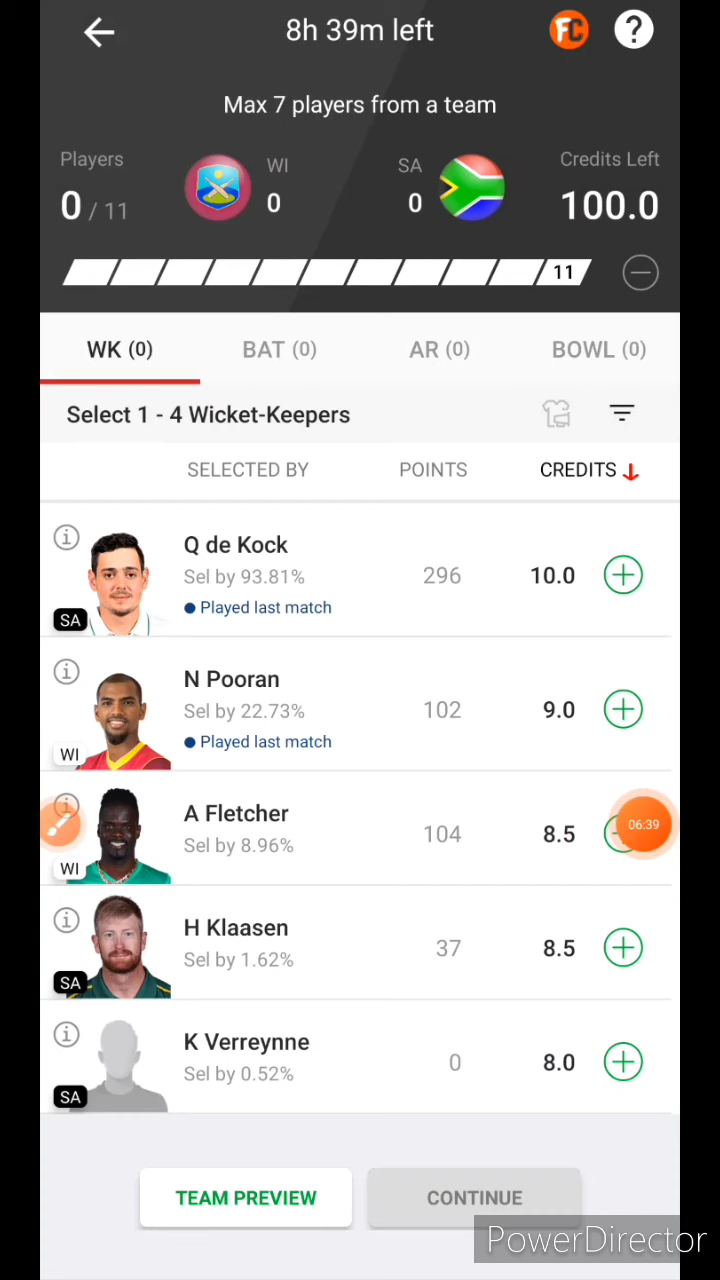 8h 39m left
FC
?
Max 7 players from a team
Players
WI
SA
Credits Left
0 / 11
0
0
100.0
11
WK (0)
BAT (0)
AR (0)
BOWL (0)
Select 1 - 4 Wicket-Keepers
SELECTED BY
POINTS
CREDITS
Q de Kock
Sel by 93.81%
296
10.0
Played last match
SA
N Pooran
Sel by 22.73%
102
9.0
Played last match
WI
A Fletcher
Sel by 8.96%
104
8.5
06:39
WI
H Klaasen
Sel by 1.62%
37
8.5
SA
K Verreynne
Sel by 0.52%
0
8.0
SA
TEAM PREVIEW
CONTINUE
PowerDirector